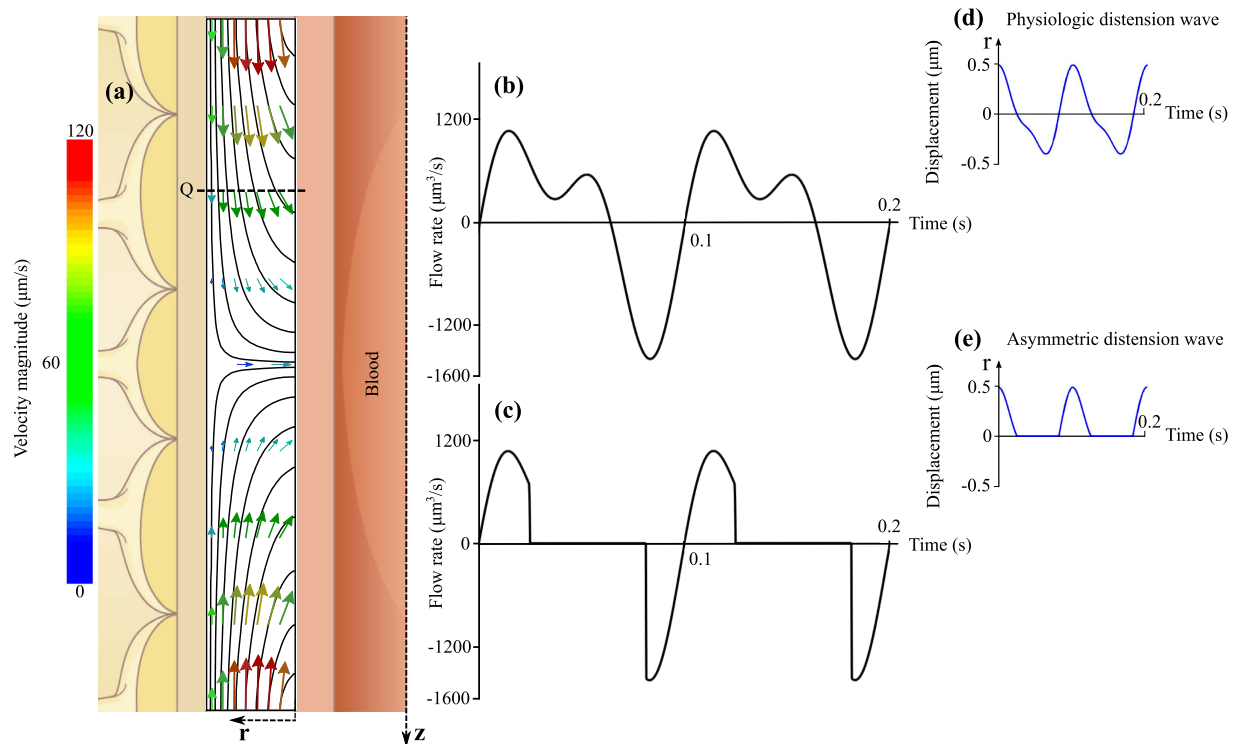 (a)
120
60
0
Velocity magnitude (μm/s)
Q
Blood
r
z
(b)
1200
0
-1200
-1600
Flow rate (μm³/s)
0.1
0.2
Time (s)
(c)
1200
0
-1200
-1600
Flow rate (μm³/s)
0.1
0.2
Time (s)
(d) Physiologic distension wave
r
0.5
0
-0.5
Displacement (μm)
0.2
Time (s)
(e) Asymmetric distension wave
r
0.5
0
-0.5
Displacement (μm)
0.2
Time (s)